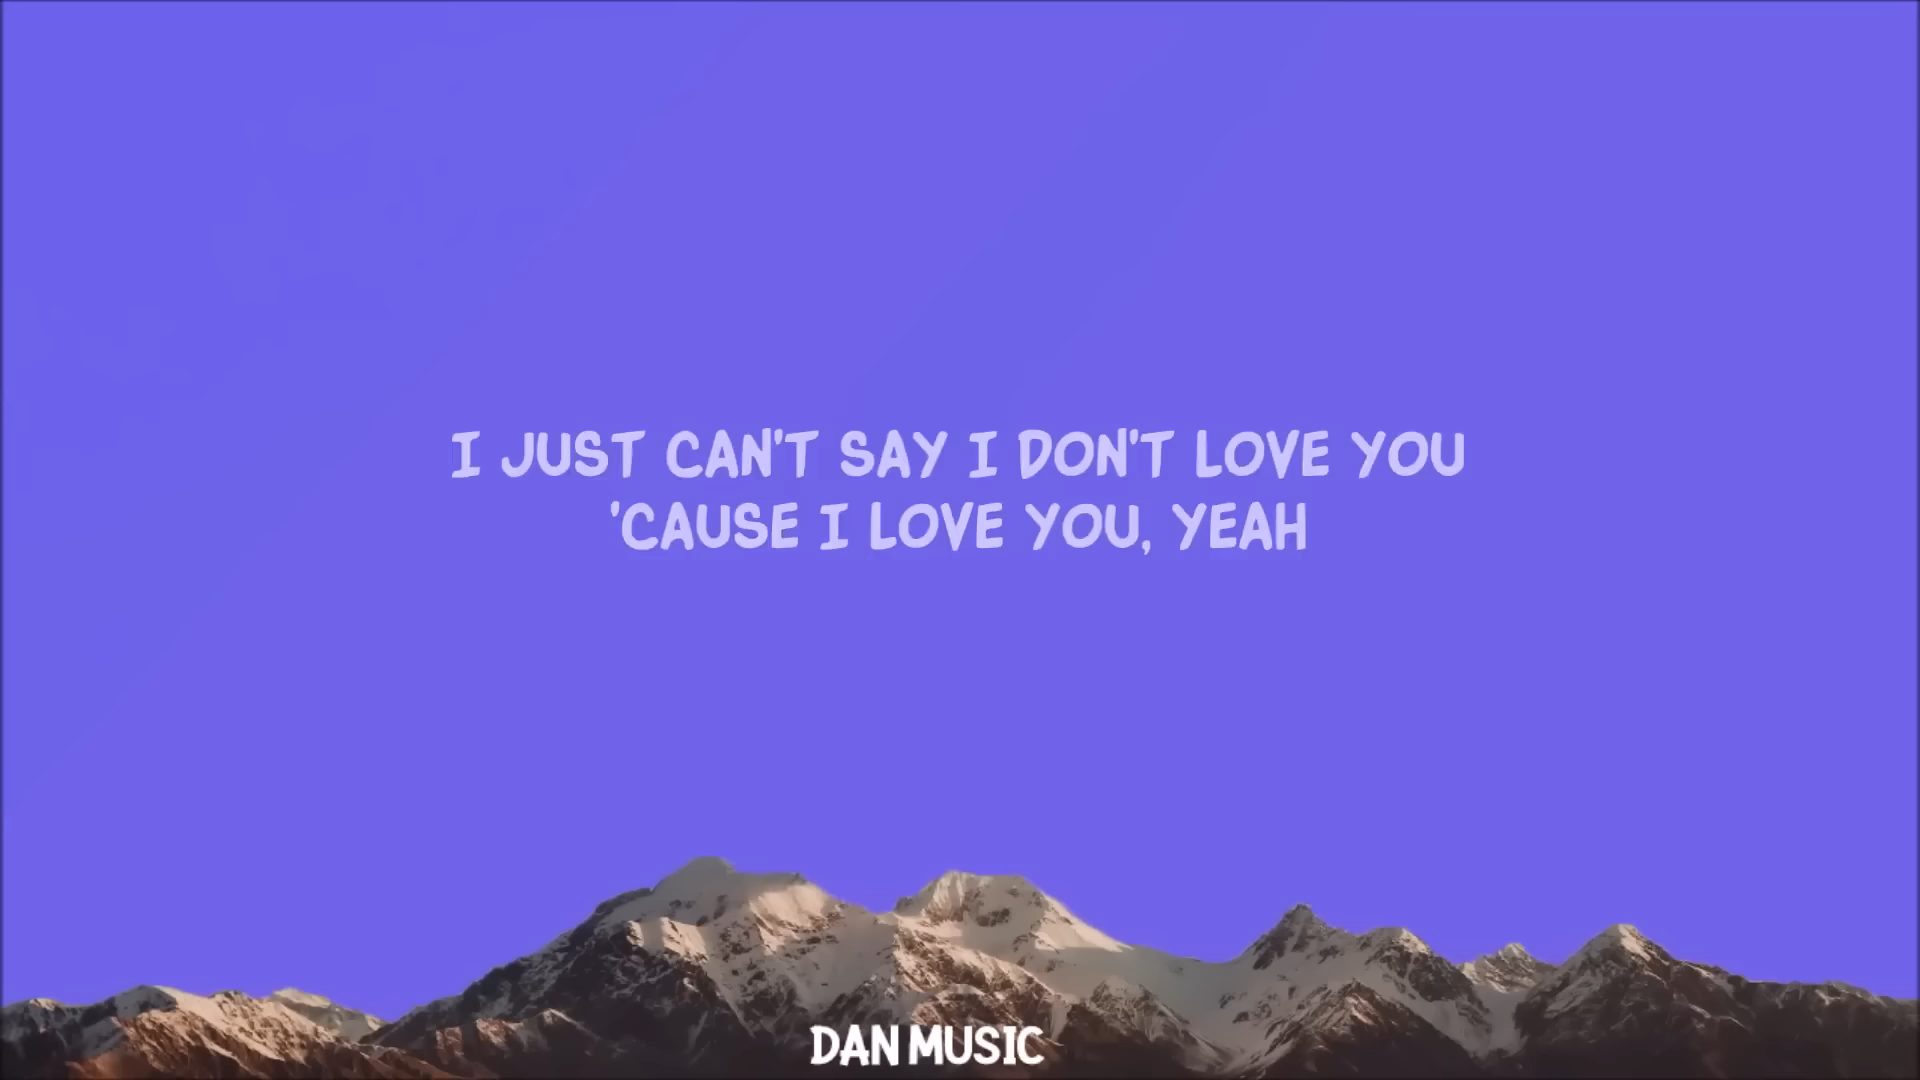 I JUST CAN'T SAY I DON'T LOVE YOU
'CAUSE I LOVE YOU, YEAH
DAN MUSIC